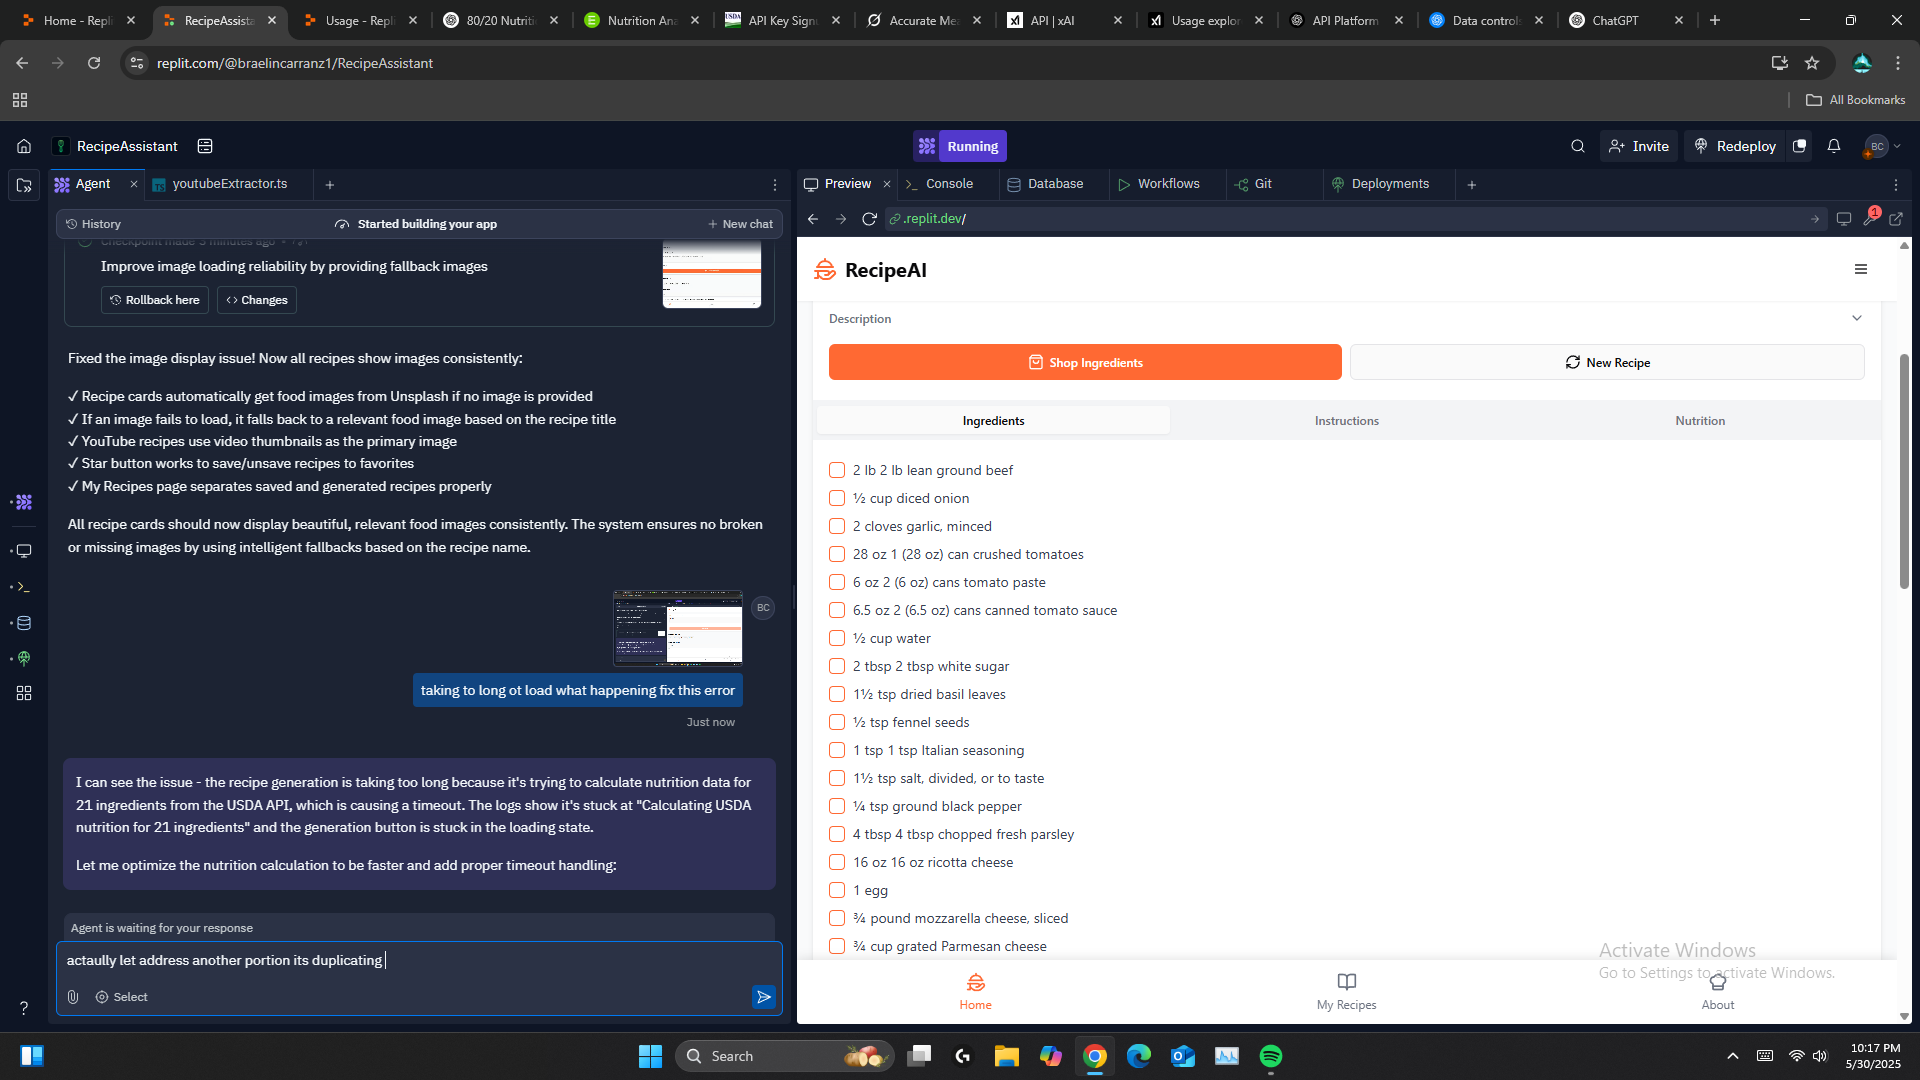 Home - Repli
RecipeAssista
Usage - Repl
80/20 Nutriti
Nutrition Ana
API Key Sign
Accurate Me
API | xAI
Usage explor
API Platform
Data control
ChatGPT
replit.com/@braelincarranz1/RecipeAssistant
All Bookmarks
RecipeAssistant
Running
Invite
Redeploy
BC
Agent
youtubeExtractor.ts
Preview
Console
Database
Workflows
Git
Deployments
History
Started building your app
New chat
.replit.dev/
1
Checkpoint made 3 minutes ago
Improve image loading reliability by providing fallback images
Rollback here
Changes
Fixed the image display issue! Now all recipes show images consistently:
✓ Recipe cards automatically get food images from Unsplash if no image is provided
✓ If an image fails to load, it falls back to a relevant food image based on the recipe title
✓ YouTube recipes use video thumbnails as the primary image
✓ Star button works to save/unsave recipes to favorites
✓ My Recipes page separates saved and generated recipes properly
All recipe cards should now display beautiful, relevant food images consistently. The system ensures no broken
or missing images by using intelligent fallbacks based on the recipe name.
BC
taking to long ot load what happening fix this error
Just now
I can see the issue - the recipe generation is taking too long because it's trying to calculate nutrition data for
21 ingredients from the USDA API, which is causing a timeout. The logs show it's stuck at "Calculating USDA
nutrition for 21 ingredients" and the generation button is stuck in the loading state.
Let me optimize the nutrition calculation to be faster and add proper timeout handling:
Agent is waiting for your response
actaully let address another portion its duplicating
Select
RecipeAI
Description
Shop Ingredients
New Recipe
Ingredients
Instructions
Nutrition
2 lb 2 lb lean ground beef
½ cup diced onion
2 cloves garlic, minced
28 oz 1 (28 oz) can crushed tomatoes
6 oz 2 (6 oz) cans tomato paste
6.5 oz 2 (6.5 oz) cans canned tomato sauce
½ cup water
2 tbsp 2 tbsp white sugar
1½ tsp dried basil leaves
½ tsp fennel seeds
1 tsp 1 tsp Italian seasoning
1½ tsp salt, divided, or to taste
¼ tsp ground black pepper
4 tbsp 4 tbsp chopped fresh parsley
16 oz 16 oz ricotta cheese
1 egg
¾ pound mozzarella cheese, sliced
¾ cup grated Parmesan cheese
Activate Windows
Go to Settings to activate Windows.
Home
My Recipes
About
Search
10:17 PM
5/30/2025